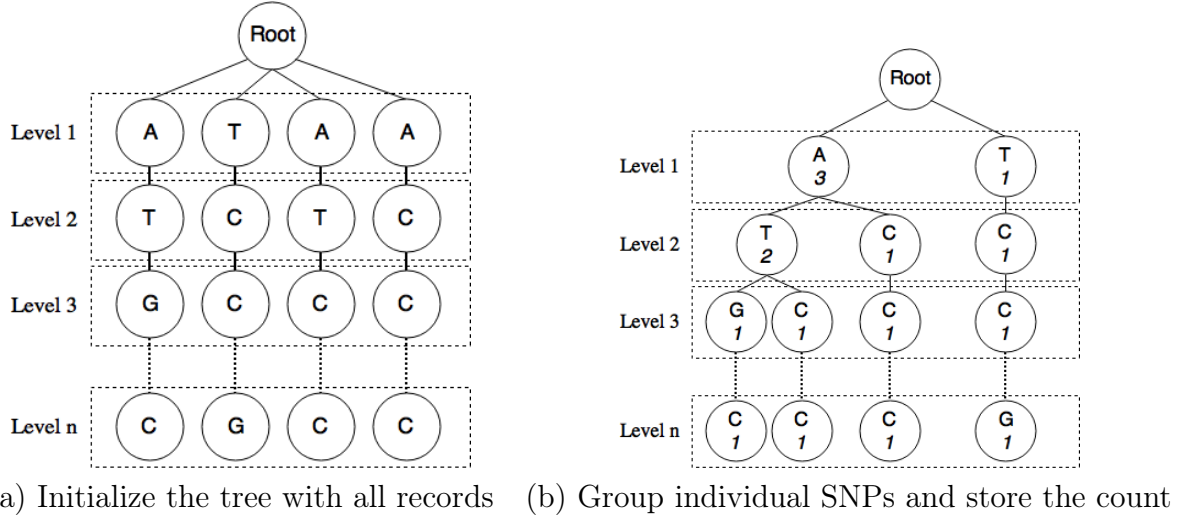 Root
Level 1 A T A A
Level 2 T C T C
Level 3 G C C C
Level n C G C C
a) Initialize the tree with all records
Root
Level 1 A 3 T 1
Level 2 T 2 C 1 C 1
Level 3 G 1 C 1 C 1 C 1
Level n C 1 C 1 C 1 G 1
(b) Group individual SNPs and store the count